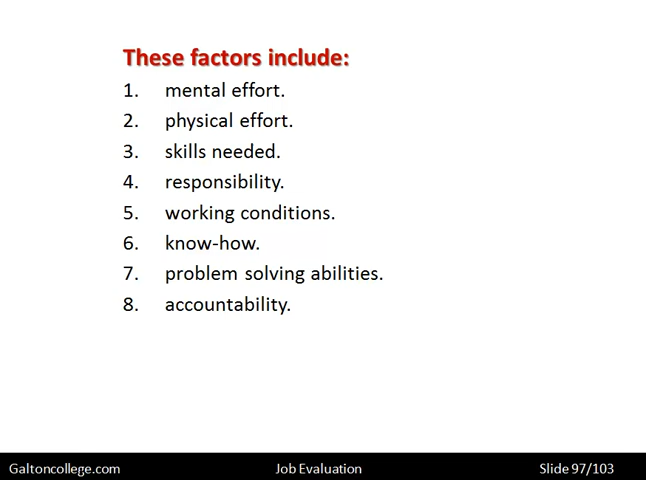 These factors include:
1. mental effort.
2. physical effort.
3. skills needed.
4. responsibility.
5. working conditions.
6. know-how.
7. problem solving abilities.
8. accountability.
Galtoncollege.com Job Evaluation Slide 97/103